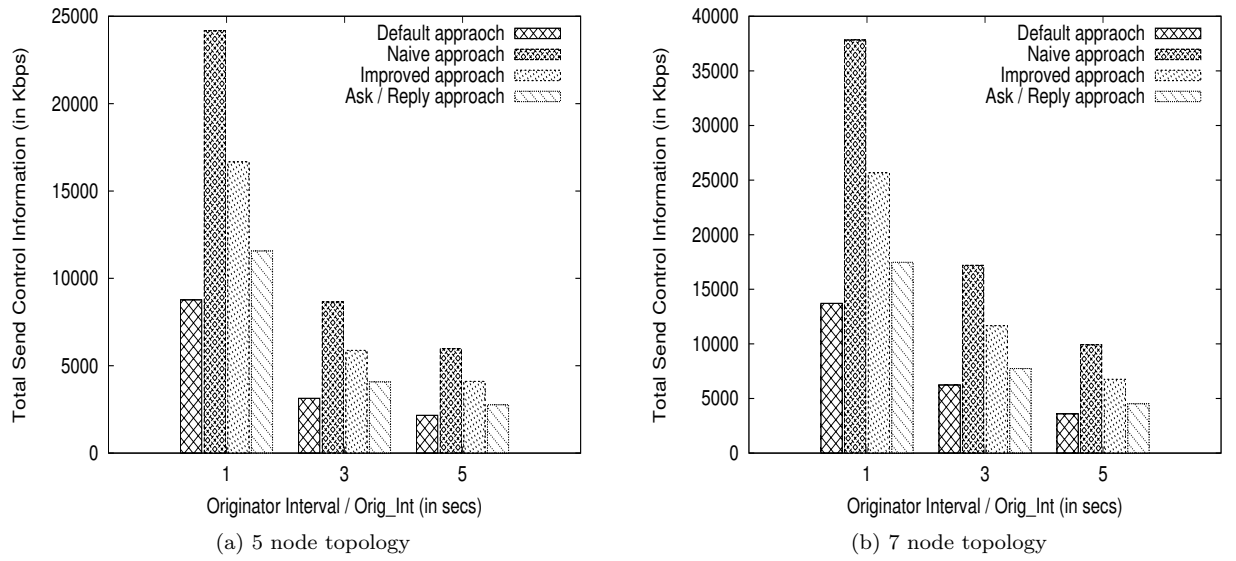 Total Send Control Information (in Kbps)
25000
20000
15000
10000
5000
0
Default appraoch
Naive approach
Improved approach
Ask / Reply approach
1 3 5
Originator Interval / Orig_Int (in secs)
(a) 5 node topology
Total Send Control Information (in Kbps)
40000
35000
30000
25000
20000
15000
10000
5000
0
Default appraoch
Naive approach
Improved approach
Ask / Reply approach
1 3 5
Originator Interval / Orig_Int (in secs)
(b) 7 node topology